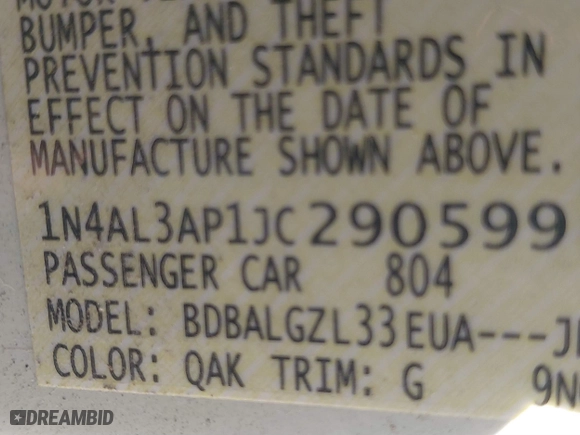 BUMPER, AND THEFT
PREVENTION STANDARDS IN
EFFECT ON THE DATE OF
MANUFACTURE SHOWN ABOVE.
1N4AL3AP1JC290599
PASSENGER CAR 804
MODEL: BDBALGZL33EUA---J
COLOR: QAK TRIM: G 9N
DREAMBID